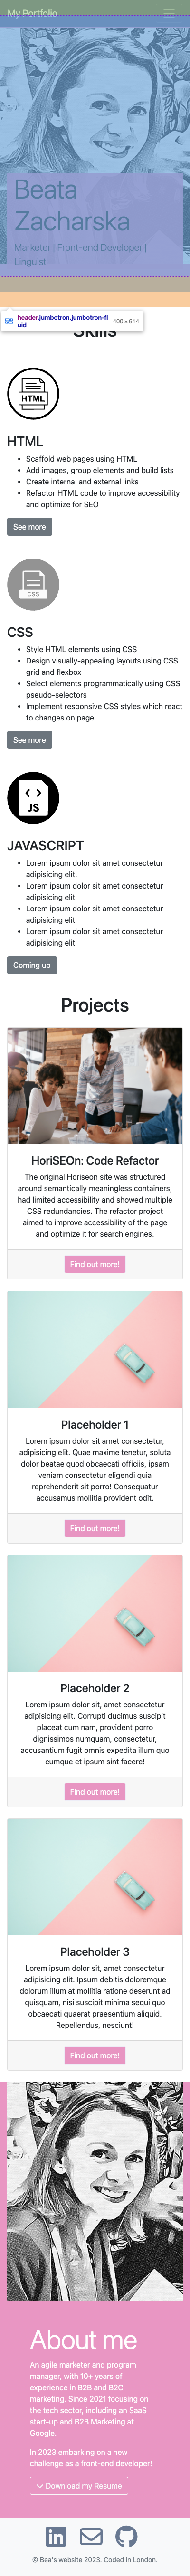 My Portfolio
Beata
Zacharska
Marketer | Front-end Developer |
Linguist
header.jumbotron.jumbotron-fl
uid
400 × 614
Skills
HTML
HTML
Scaffold web pages using HTML
Add images, group elements and build lists
Create internal and external links
Refactor HTML code to improve accessibility
and optimize for SEO
See more
CSS
CSS
Style HTML elements using CSS
Design visually-appealing layouts using CSS
grid and flexbox
Select elements programmatically using CSS
pseudo-selectors
Implement responsive CSS styles which react
to changes on page
See more
JS
JAVASCRIPT
Lorem ipsum dolor sit amet consectetur
adipisicing elit.
Lorem ipsum dolor sit amet consectetur
adipisicing elit
Lorem ipsum dolor sit amet consectetur
adipisicing elit
Lorem ipsum dolor sit amet consectetur
adipisicing elit
Coming up
Projects
HoriSEOn: Code Refactor
The original Horiseon site was structured
around semantically meaningless containers,
had limited accessibility and showed multiple
CSS redundancies. The refactor project
aimed to improve accessibility of the page
and optimize it for search engines.
Find out more!
Placeholder 1
Lorem ipsum dolor sit amet consectetur,
adipisicing elit. Quae maxime tenetur, soluta
dolor beatae quod obcaecati officiis, ipsam
veniam consectetur eligendi quia
reprehenderit sit porro! Consequatur
accusamus mollitia provident odit.
Find out more!
Placeholder 2
Lorem ipsum dolor sit, amet consectetur
adipisicing elit. Corrupti ducimus suscipit
placeat cum nam, provident porro
dignissimos numquam, consectetur,
accusantium fugit omnis expedita illum quo
cumque et ipsum sint facere!
Find out more!
Placeholder 3
Lorem ipsum dolor sit, amet consectetur
adipisicing elit. Ipsum debitis doloremque
dolorum illum at mollitia ratione deserunt ad
quisquam, nisi suscipit minima sequi quo
obcaecati quaerat praesentium aliquid.
Repellendus, nesciunt!
Find out more!
About me
An agile marketer and program
manager, with 10+ years of
experience in B2B and B2C
marketing. Since 2021 focusing on
the tech sector, including an SaaS
start-up and B2B Marketing at
Google.
In 2023 embarking on a new
challenge as a front-end developer!
Download my Resume
© Bea's website 2023. Coded in London.